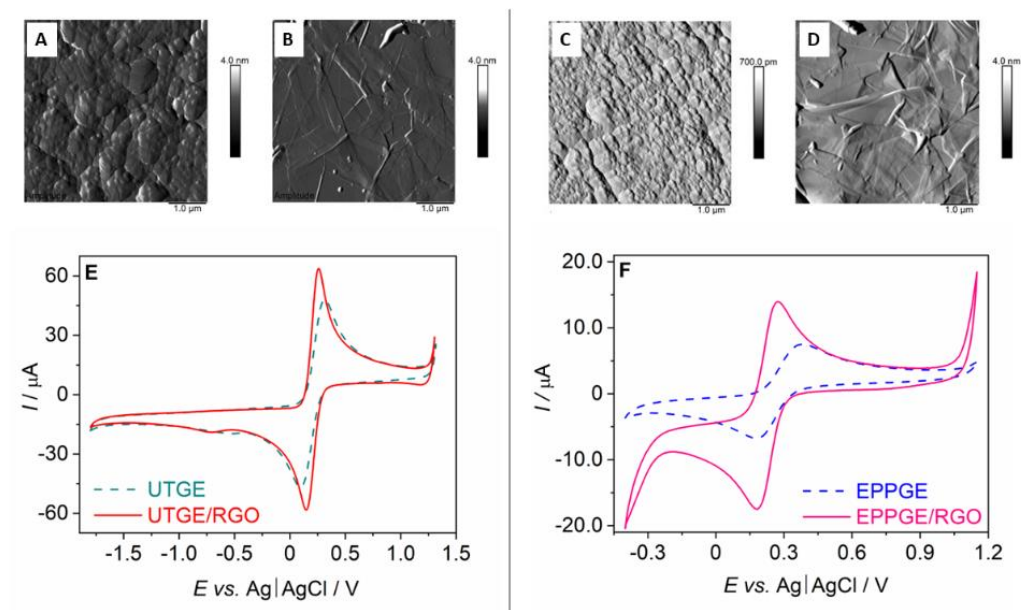 A
4.0 nm
Amplitude
1.0 µm
B
4.0 nm
Amplitude
1.0 µm
C
700.0 pm
1.0 µm
D
4.0 nm
1.0 µm
E
60
30
0
-30
-60
I / µA
UTGE
UTGE/RGO
-1.5
-1.0
-0.5
0
0.5
1.0
1.5
E vs. Ag|AgCl / V
F
20.0
10.0
0
-10.0
-20.0
I / µA
EPPGE
EPPGE/RGO
-0.3
0
0.3
0.6
0.9
1.2
E vs. Ag|AgCl / V